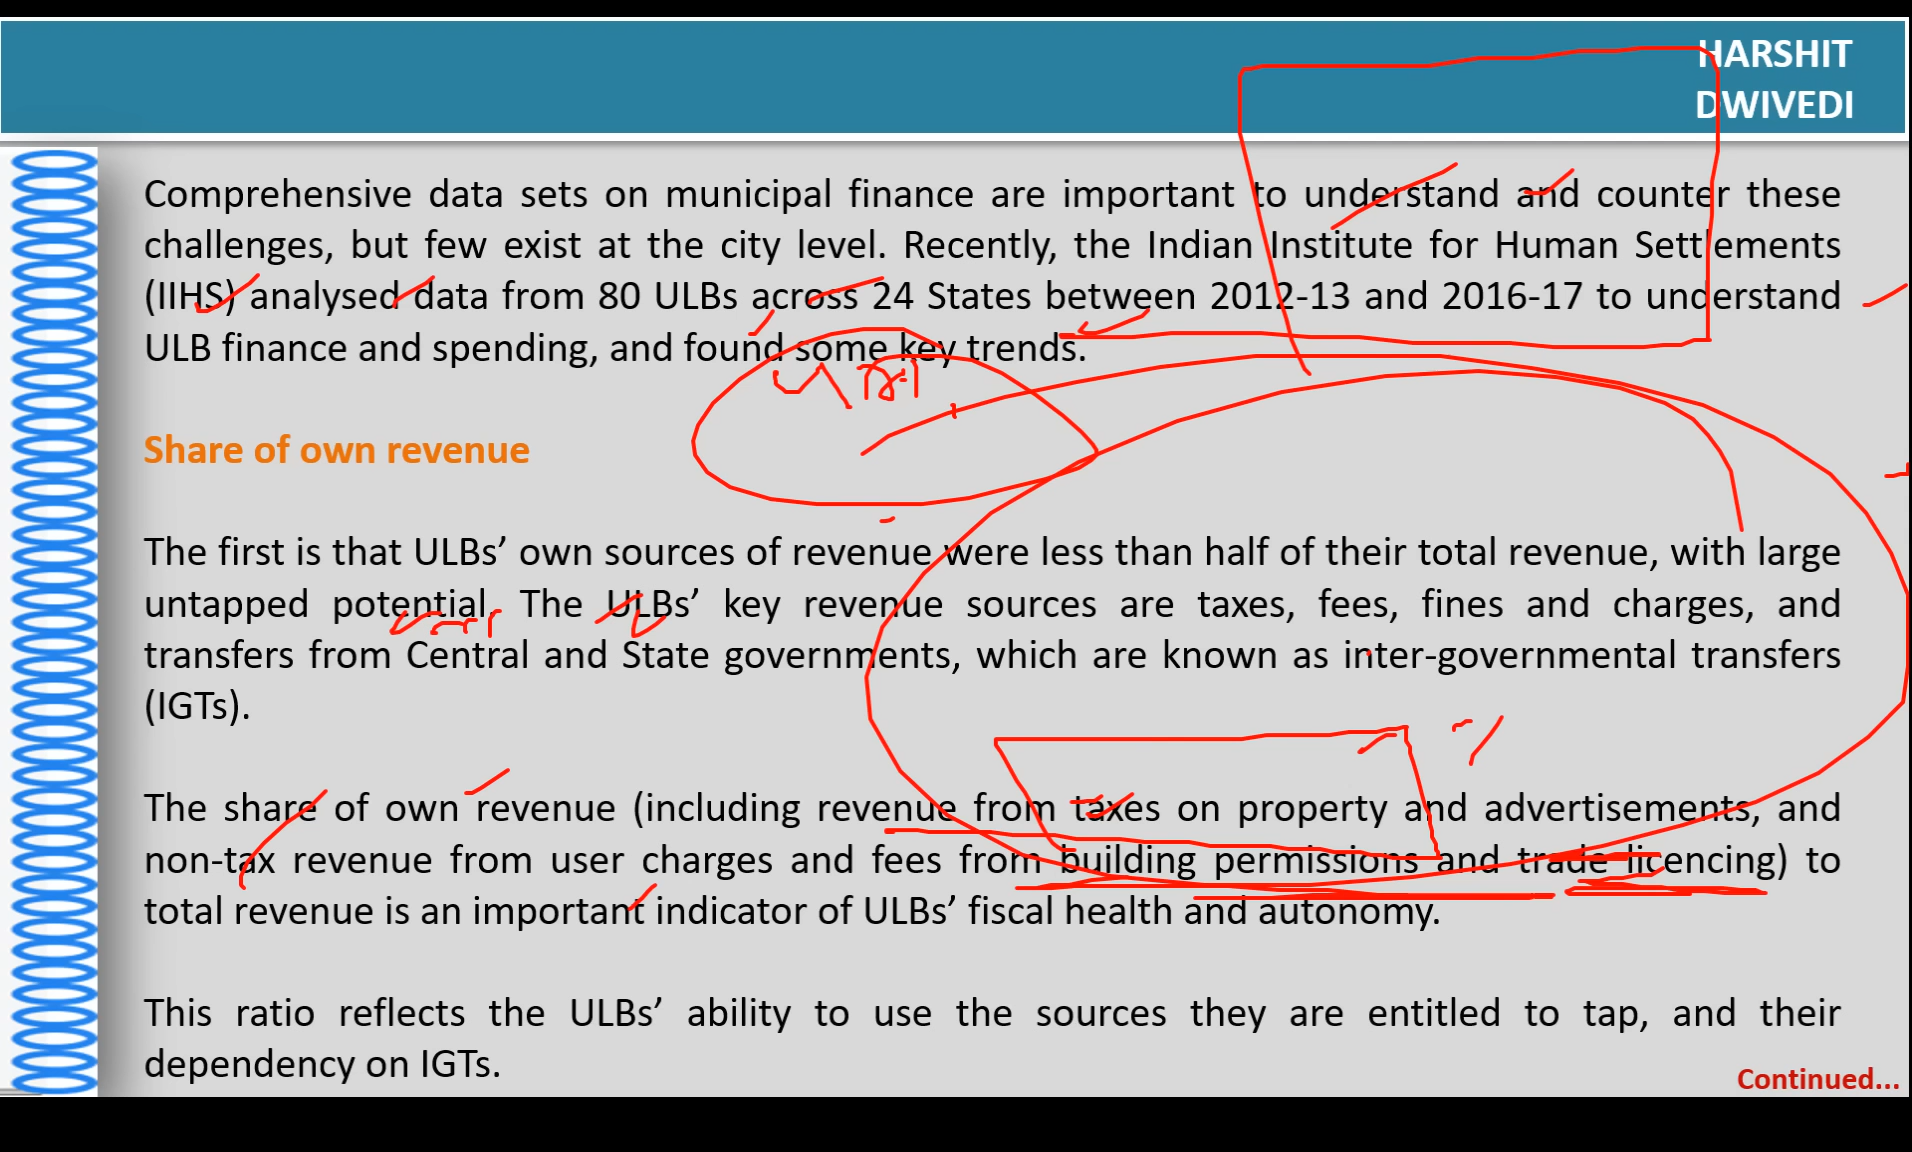 HARSHIT
DWIVEDI
Comprehensive data sets on municipal finance are important to understand and counter these
challenges, but few exist at the city level. Recently, the Indian Institute for Human Settlements
(IIHS) analysed data from 80 ULBs across 24 States between 2012-13 and 2016-17 to understand
ULB finance and spending, and found some key trends.
Share of own revenue
The first is that ULBs’ own sources of revenue were less than half of their total revenue, with large
untapped potential. The ULBs’ key revenue sources are taxes, fees, fines and charges, and
transfers from Central and State governments, which are known as inter-governmental transfers
(IGTs).
The share of own revenue (including revenue from taxes on property and advertisements, and
non-tax revenue from user charges and fees from building permissions and trade licencing) to
total revenue is an important indicator of ULBs’ fiscal health and autonomy.
This ratio reflects the ULBs’ ability to use the sources they are entitled to tap, and their
dependency on IGTs.
Continued...